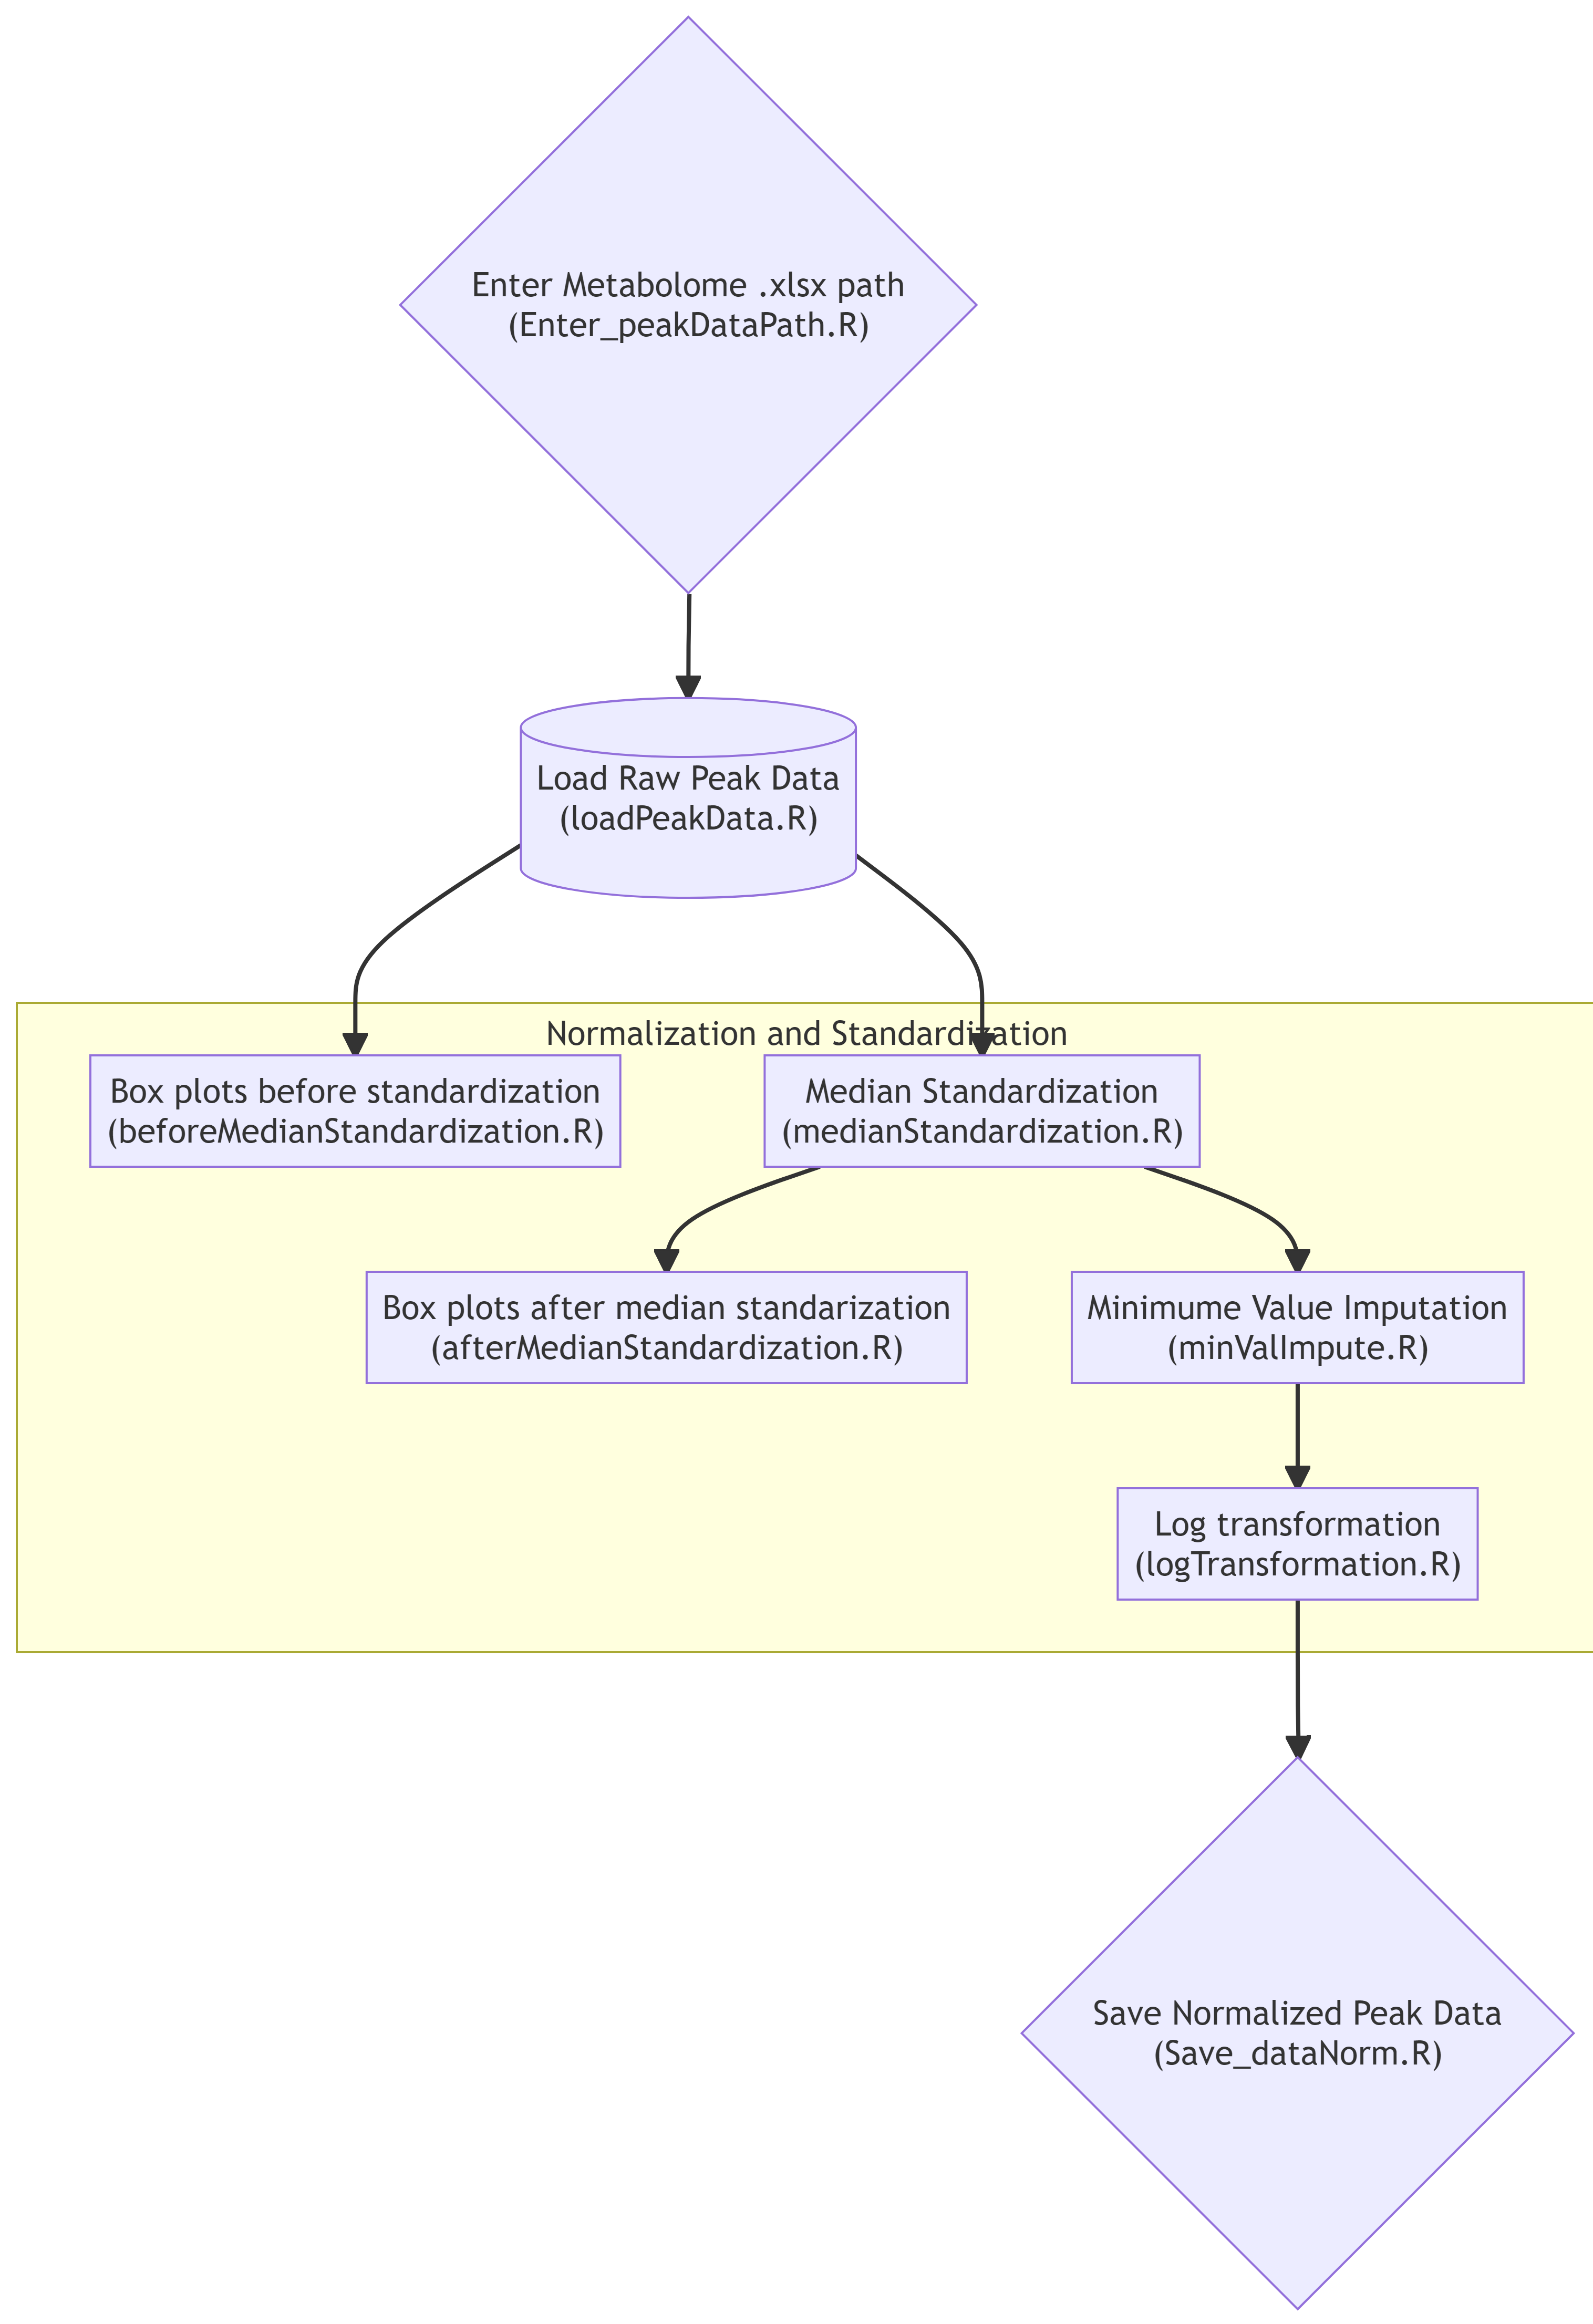 Enter Metabolome .xlsx path
(Enter_peakDataPath.R)
Load Raw Peak Data
(loadPeakData.R)
Normalization and Standardization
Box plots before standardization
(beforeMedianStandardization.R)
Median Standardization
(medianStandardization.R)
Box plots after median standarization
(afterMedianStandardization.R)
Minimume Value Imputation
(minValImpute.R)
Log transformation
(logTransformation.R)
Save Normalized Peak Data
(Save_dataNorm.R)